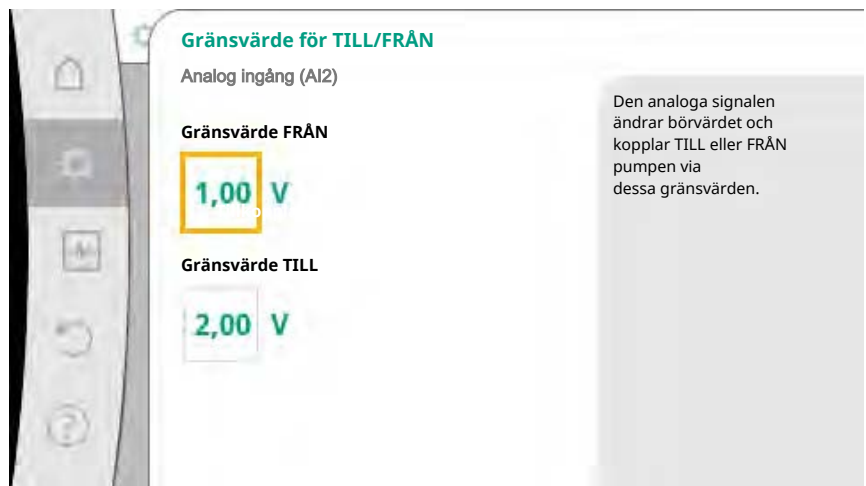 Gränsvärde för TILL/FRÅN
Analog ingång (AI2)
Gränsvärde FRÅN
1,00 V
Gränsvärde TILL
2,00 V
Den analoga signalen
ändrar börvärdet och
kopplar TILL eller FRÅN
pumpen via
dessa gränsvärden.